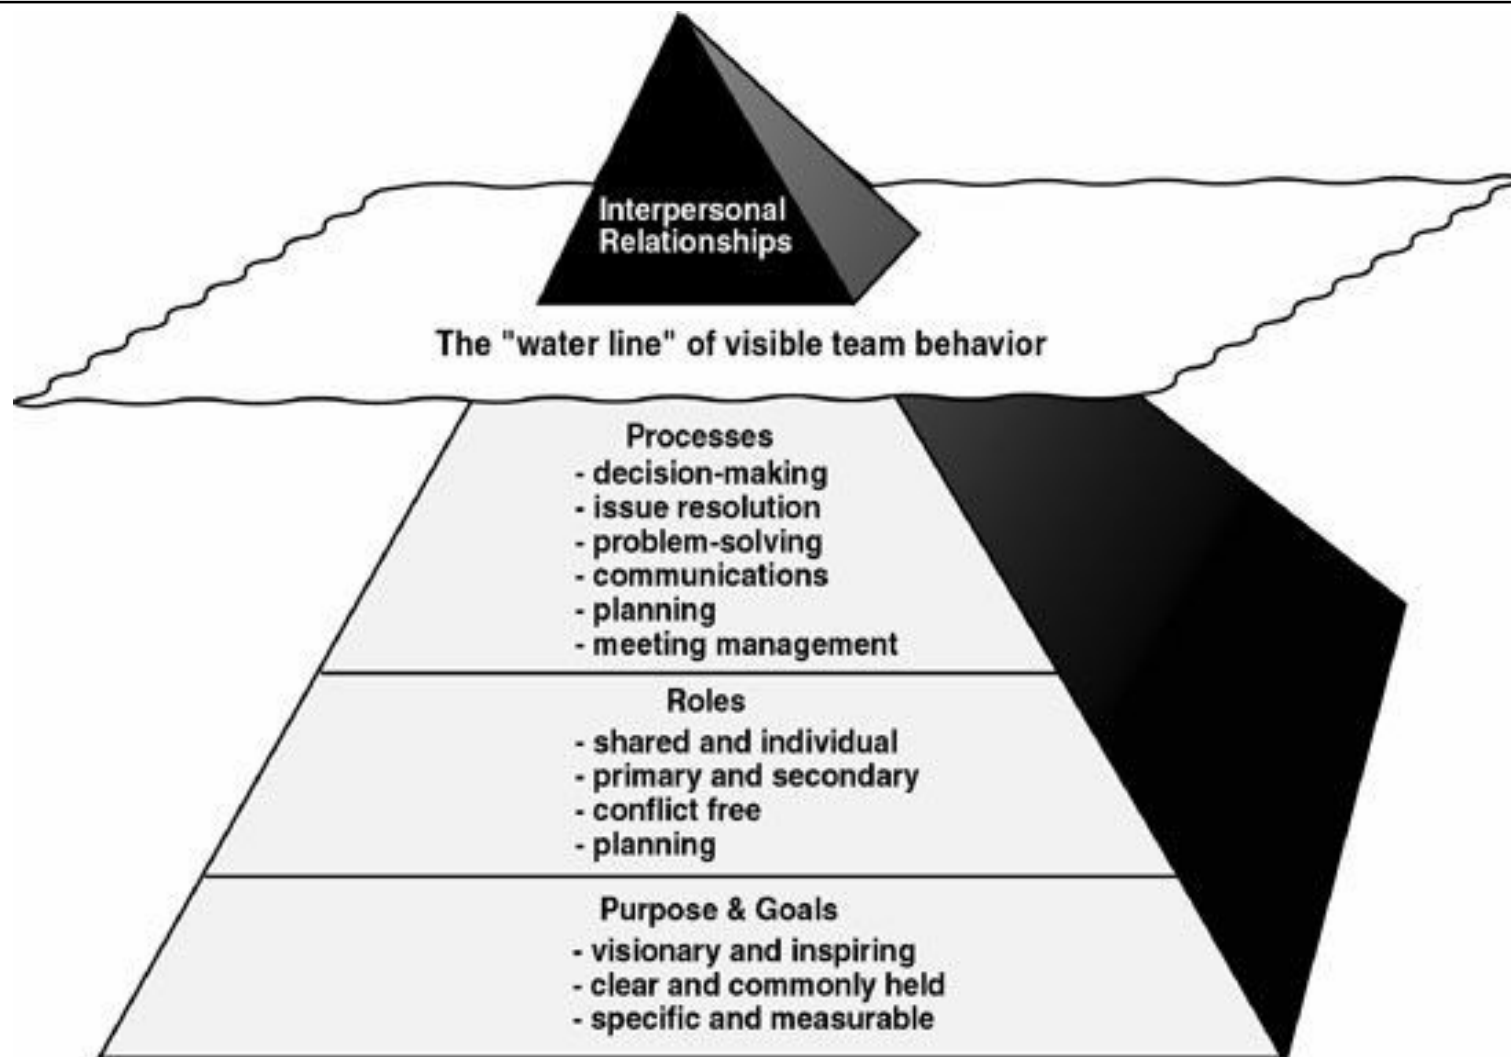 Interpersonal
Relationships
The "water line" of visible team behavior
Processes
- decision-making
- issue resolution
- problem-solving
- communications
- planning
- meeting management
Roles
- shared and individual
- primary and secondary
- conflict free
- planning
Purpose & Goals
- visionary and inspiring
- clear and commonly held
- specific and measurable